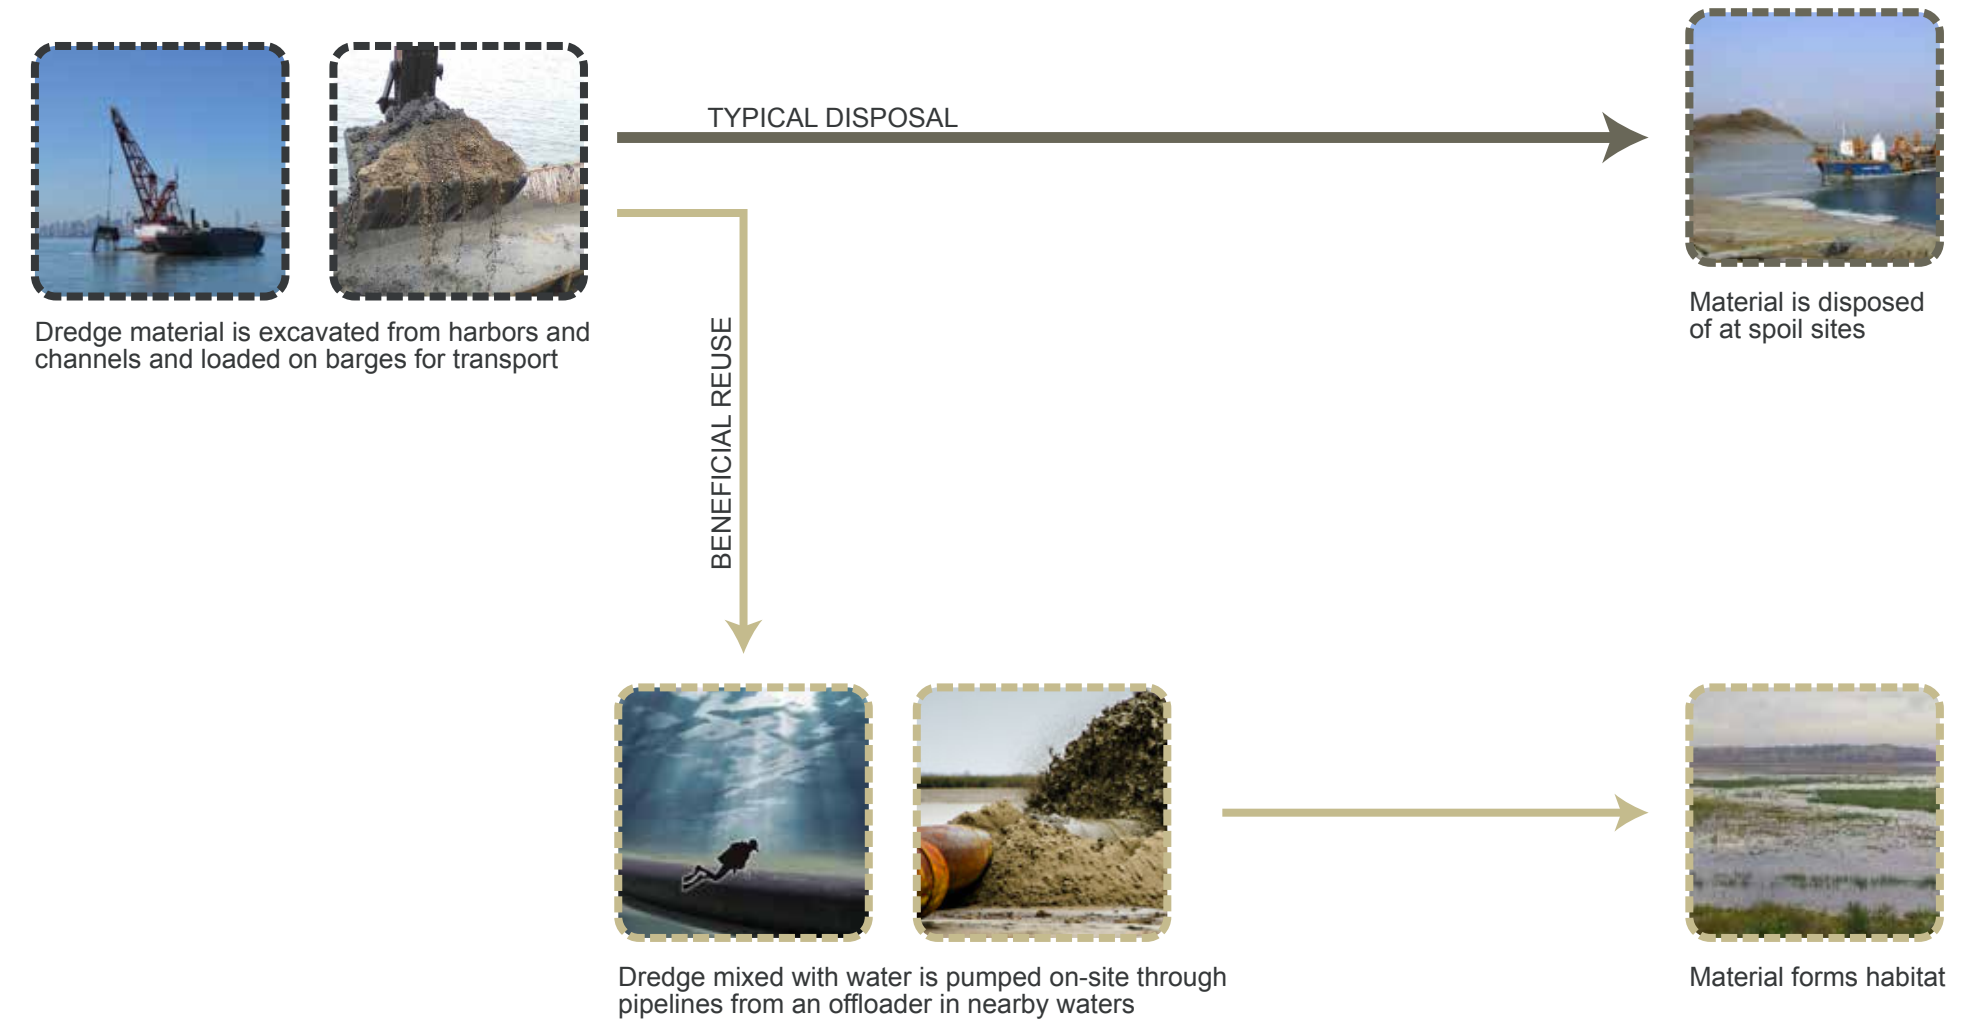 TYPICAL DISPOSAL
Dredge material is excavated from harbors and
channels and loaded on barges for transport
Material is disposed
of at spoil sites
BENEFICIAL REUSE
Dredge mixed with water is pumped on-site through
pipelines from an offloader in nearby waters
Material forms habitat